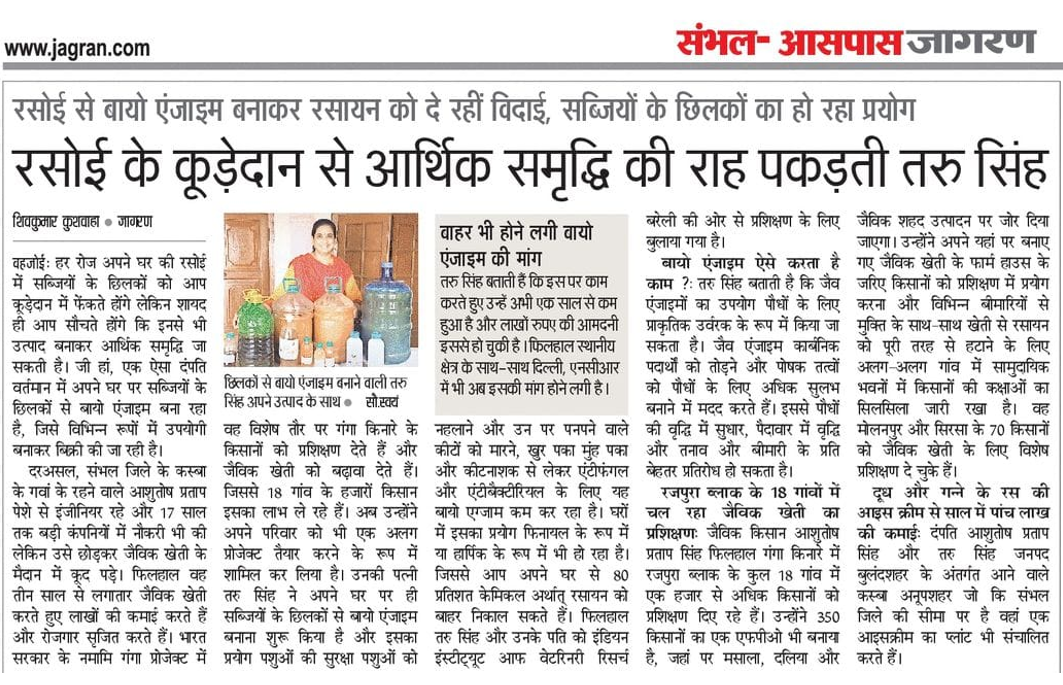 www.jagran.com
संभल- आसपास जागरण
रसोई से बायो एंजाइम बनाकर रसायन को दे रहीं विदाई, सब्जियों के छिलकों का हो रहा प्रयोग
रसोई के कूड़ेदान से आर्थिक समृद्धि की राह पकड़ती तरु सिंह
शिवकुमार कुशवाहा ● जागरण
वहजोई: हर रोज अपने घर की रसोई
में सब्जियों के छिलकों को आप
कूड़ेदान में फेंकते होंगे लेकिन शायद
ही आप सोचते होंगे कि इनसे भी
उत्पाद बनाकर आर्थिक समृद्धि जा
सकती है। जी हां, एक ऐसा दंपति
वर्तमान में अपने घर पर सब्जियों के
छिलकों से बायो एंजाइम बना रहा
है, जिसे विभिन्न रूपों में उपयोगी
बनाकर बिक्री की जा रही है।
दरअसल, संभल जिले के कस्बा
के गवां के रहने वाले आशुतोष प्रताप
पेशे से इंजीनियर रहे और 17 साल
तक बड़ी कंपनियों में नौकरी भी की
लेकिन उसे छोड़कर जैविक खेती के
मैदान में कूद पड़े। फिलहाल वह
तीन साल से लगातार जैविक खेती
करते हुए लाखों की कमाई करते हैं
और रोजगार सृजित करते हैं। भारत
सरकार के नमामि गंगा प्रोजेक्ट में
छिलकों से बायो एंजाइम बनाने वाली तरु
सिंह अपने उत्पाद के साथ ● सौ.स्वयं
वह विशेष तौर पर गंगा किनारे के
किसानों को प्रशिक्षण देते हैं और
जैविक खेती को बढ़ावा देते हैं।
जिससे 18 गांव के हजारों किसान
इसका लाभ ले रहे हैं। अब उन्होंने
अपने परिवार को भी एक अलग
प्रोजेक्ट तैयार करने के रूप में
शामिल कर लिया है। उनकी पत्नी
तरु सिंह ने अपने घर पर ही
सब्जियों के छिलकों से बायो एंजाइम
बनाना शुरू किया है और इसका
प्रयोग पशुओं की सुरक्षा पशुओं को
वाहर भी होने लगी वायो
एंजाइम की मांग
तरु सिंह बताती हैं कि इस पर काम
करते हुए उन्हें अभी एक साल से कम
हुआ है और लाखों रुपए की आमदनी
इससे हो चुकी है। फिलहाल स्थानीय
क्षेत्र के साथ-साथ दिल्ली, एनसीआर
में भी अब इसकी मांग होने लगी है।
नहलाने और उन पर पनपने वाले
कीटों को मारने, खुर पका मुंह पका
और कीटनाशक से लेकर एंटीफंगल
और एंटीबैक्टीरियल के लिए यह
बायो एग्जाम कम कर रहा है। घरों
में इसका प्रयोग फिनायल के रूप में
या हार्पिक के रूप में भी हो रहा है।
जिससे आप अपने घर से 80
प्रतिशत केमिकल अर्थात् रसायन को
बाहर निकाल सकते हैं। फिलहाल
तरु सिंह और उनके पति को इंडियन
इंस्टीट्यूट आफ वेटरिनरी रिसर्च
बरेली की ओर से प्रशिक्षण के लिए
बुलाया गया है।
बायो एंजाइम ऐसे करता है
काम ?: तरु सिंह बताती है कि जैव
एंजाइमों का उपयोग पौधों के लिए
प्राकृतिक उर्वरक के रूप में किया जा
सकता है। जैव एंजाइम कार्बनिक
पदार्थों को तोड़ने और पोषक तत्वों
को पौधों के लिए अधिक सुलभ
बनाने में मदद करते हैं। इससे पौधों
की वृद्धि में सुधार, पैदावार में वृद्धि
और तनाव और बीमारी के प्रति
बेहतर प्रतिरोध हो सकता है।
रजपुरा ब्लाक के 18 गांवों में
चल रहा जैविक खेती का
प्रशिक्षण: जैविक किसान आशुतोष
प्रताप सिंह फिलहाल गंगा किनारे में
रजपुरा ब्लाक के कुल 18 गांव में
एक हजार से अधिक किसानों को
प्रशिक्षण दिए रहे हैं। उन्होंने 350
किसानों का एक एफपीओ भी बनाया
है, जहां पर मसाला, दलिया और
जैविक शहद उत्पादन पर जोर दिया
जाएगा। उन्होंने अपने यहां पर बनाए
गए जैविक खेती के फार्म हाउस के
जरिए किसानों को प्रशिक्षण में प्रयोग
करना और विभिन्न बीमारियों से
मुक्ति के साथ-साथ खेती से रसायन
को पूरी तरह से हटाने के लिए
अलग-अलग गांव में सामुदायिक
भवनों में किसानों की कक्षाओं का
सिलसिला जारी रखा है। वह
मोलनपुर और सिरसा के 70 किसानों
को जैविक खेती के लिए विशेष
प्रशिक्षण दे चुके हैं।
दूध और गन्ने के रस की
आइस क्रीम से साल में पांच लाख
की कमाई: दंपति आशुतोष प्रताप
सिंह और तरु सिंह जनपद
बुलंदशहर के अंतर्गत आने वाले
कस्बा अनूपशहर जो कि संभल
जिले की सीमा पर है वहां एक
आइसक्रीम का प्लांट भी संचालित
करते हैं।